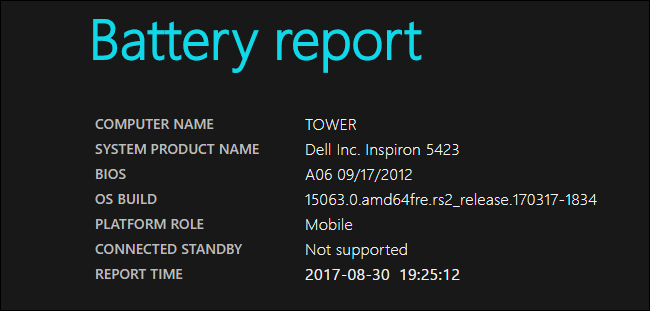 Battery report
COMPUTER NAME TOWER
SYSTEM PRODUCT NAME Dell Inc. Inspiron 5423
BIOS A06 09/17/2012
OS BUILD 15063.0.amd64fre.rs2_release.170317-1834
PLATFORM ROLE Mobile
CONNECTED STANDBY Not supported
REPORT TIME 2017-08-30 19:25:12